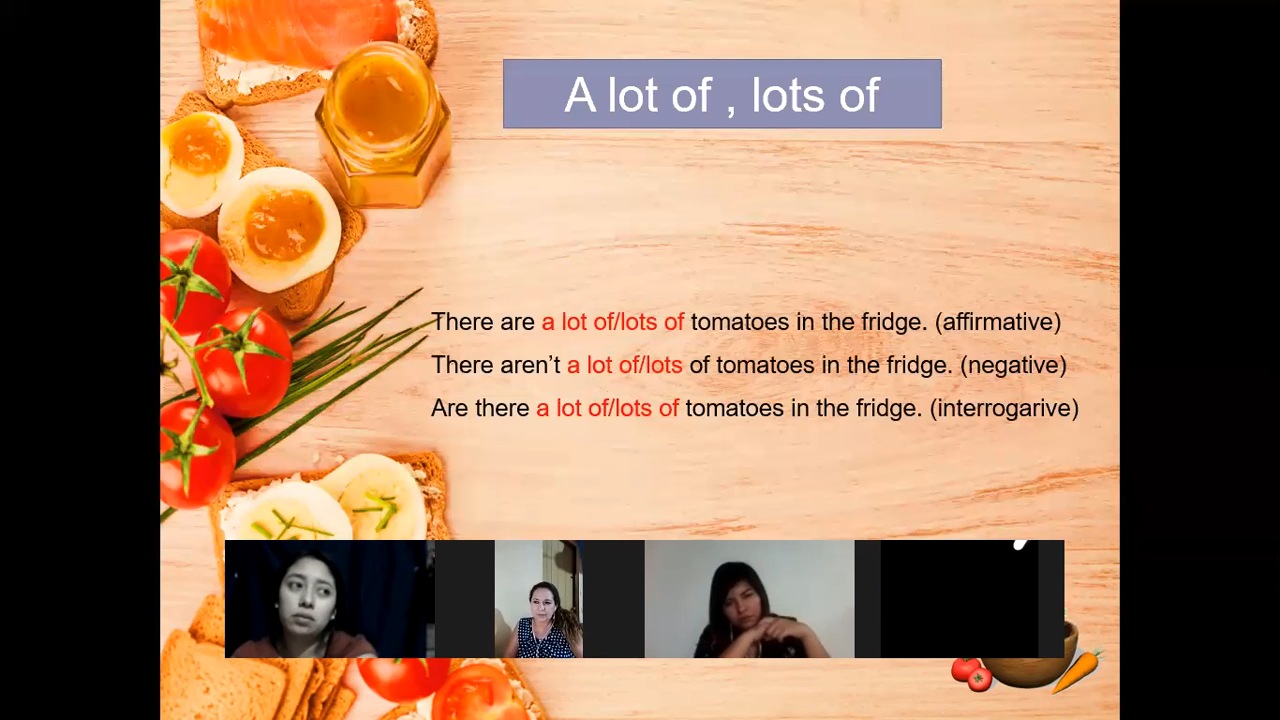 A lot of , lots of
There are a lot of/lots of tomatoes in the fridge. (affirmative)
There aren’t a lot of/lots of tomatoes in the fridge. (negative)
Are there a lot of/lots of tomatoes in the fridge. (interrogarive)